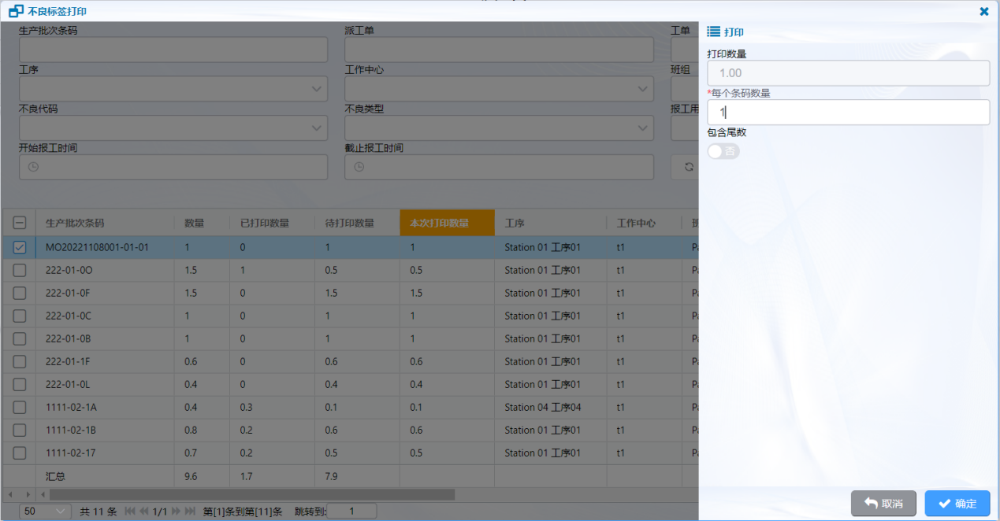 不良标签打印
生产批次条码 派工单 工单
工序 工作中心 班组
不良代码 不良类型 报工用
开始报工时间 截止报工时间
生产批次条码 数量 已打印数量 待打印数量 本次打印数量 工序 工作中心
MO20221108001-01-01 1 0 1 1 Station 01 工序01 t1
222-01-0O 1.5 1 0.5 0.5 Station 01 工序01 t1
222-01-0F 1.5 0 1.5 1.5 Station 01 工序01 t1
222-01-0C 1 0 1 1 Station 01 工序01 t1
222-01-0B 1 0 1 1 Station 01 工序01 t1
222-01-1F 0.6 0 0.6 0.6 Station 01 工序01 t1
222-01-0L 0.4 0 0.4 0.4 Station 01 工序01 t1
1111-02-1A 0.4 0.3 0.1 0.1 Station 04 工序04 t1
1111-02-1B 0.8 0.2 0.6 0.6 Station 01 工序01 t1
1111-02-17 0.7 0.2 0.5 0.5 Station 01 工序01 t1
汇总 9.6 1.7 7.9
50 共 11 条 1/1 第[1]条到第[11]条 跳转到: 1
打印
打印数量
1.00
*每个条码数量
1
包含尾数
否
取消 确定